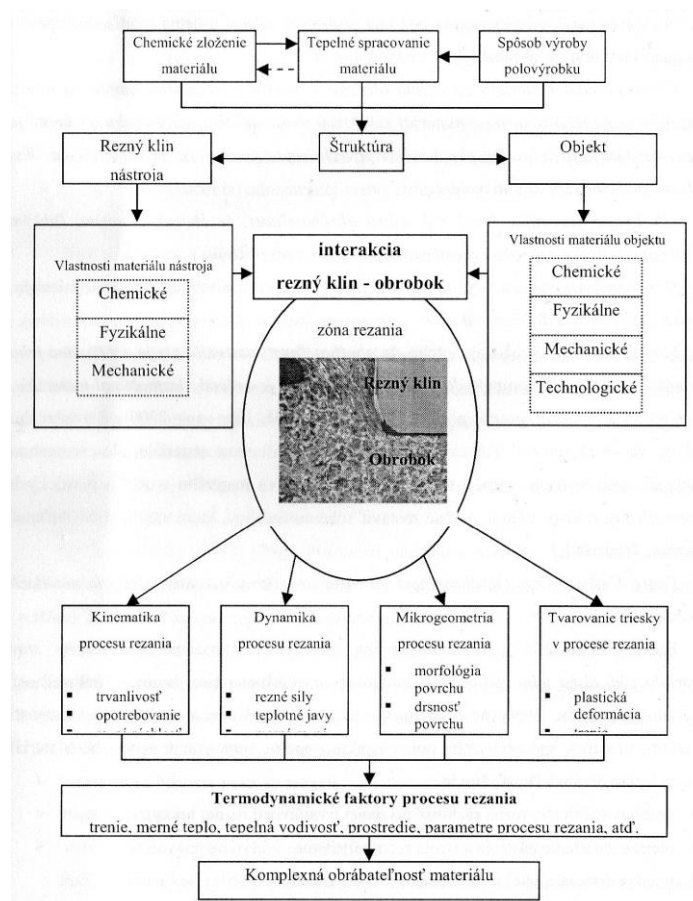 Chemické zloženie
materiálu
Tepelné spracovanie
materiálu
Spôsob výroby
polovýrobku
Rezný klin
nástroja
Štruktúra
Objekt
Vlastnosti materiálu nástroja
Chemické
Fyzikálne
Mechanické
interakcia
rezný klin - obrobok
Vlastnosti materiálu objektu
Chemické
Fyzikálne
Mechanické
Technologické
zóna rezania
Rezný klin
Obrobok
Kinematika
procesu rezania
▪ trvanlivosť
▪ opotrebovanie
Dynamika
procesu rezania
▪ rezné sily
▪ teplotné javy
Mikrogeometria
procesu rezania
▪ morfológia
povrchu
▪ drsnosť
povrchu
Tvarovanie triesky
v procese rezania
▪ plastická
deformácia
Termodynamické faktory procesu rezania
trenie, merné teplo, tepelná vodivosť, prostredie, parametre procesu rezania, atď.
Komplexná obrábateľnosť materiálu